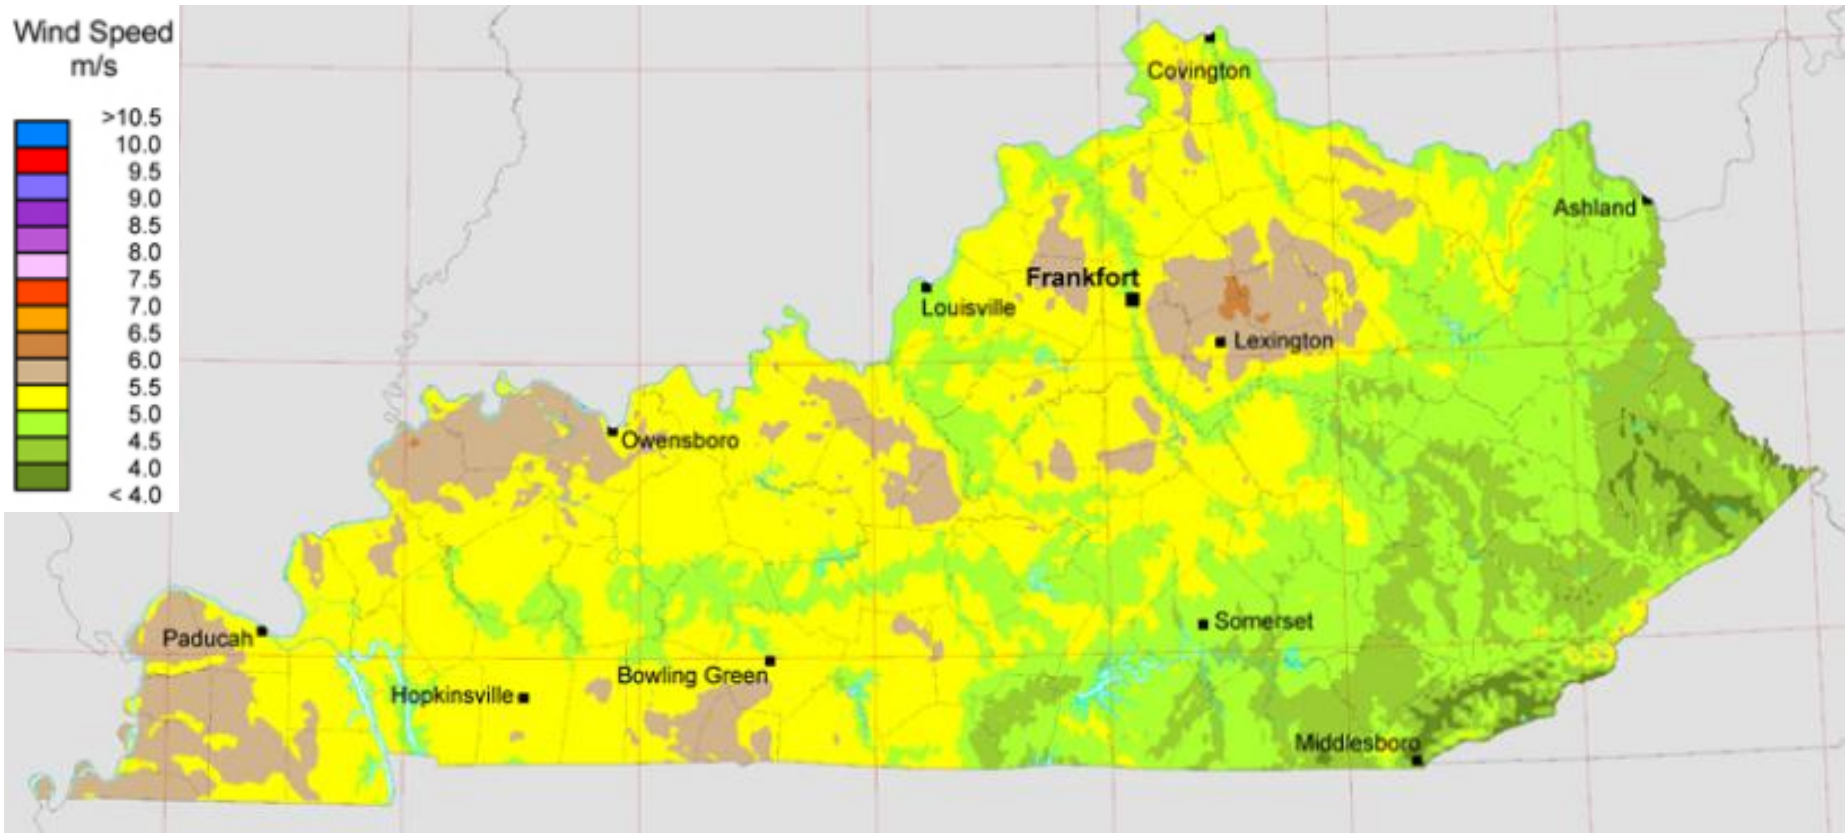 Wind Speed
m/s
>10.5
10.0
9.5
9.0
8.5
8.0
7.5
7.0
6.5
6.0
5.5
5.0
4.5
4.0
< 4.0
Covington
Ashland
Frankfort
Louisville
Lexington
Owensboro
Somerset
Paducah
Bowling Green
Hopkinsville
Middlesboro